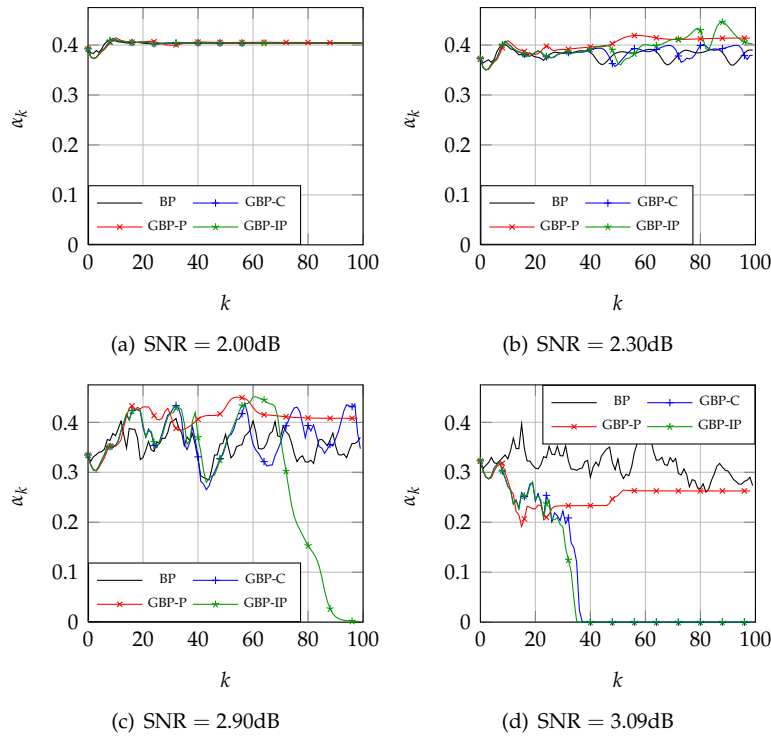 0.4
0.3
0.2
0.1
0
αk
0 20 40 60 80 100
k
BP GBP-C
GBP-P GBP-IP
(a) SNR = 2.00dB
0.4
0.3
0.2
0.1
0
αk
0 20 40 60 80 100
k
BP GBP-C
GBP-P GBP-IP
(b) SNR = 2.30dB
0.4
0.3
0.2
0.1
0
αk
0 20 40 60 80 100
k
BP GBP-C
GBP-P GBP-IP
(c) SNR = 2.90dB
0.4
0.3
0.2
0.1
0
αk
0 20 40 60 80 100
k
BP GBP-C
GBP-P GBP-IP
(d) SNR = 3.09dB